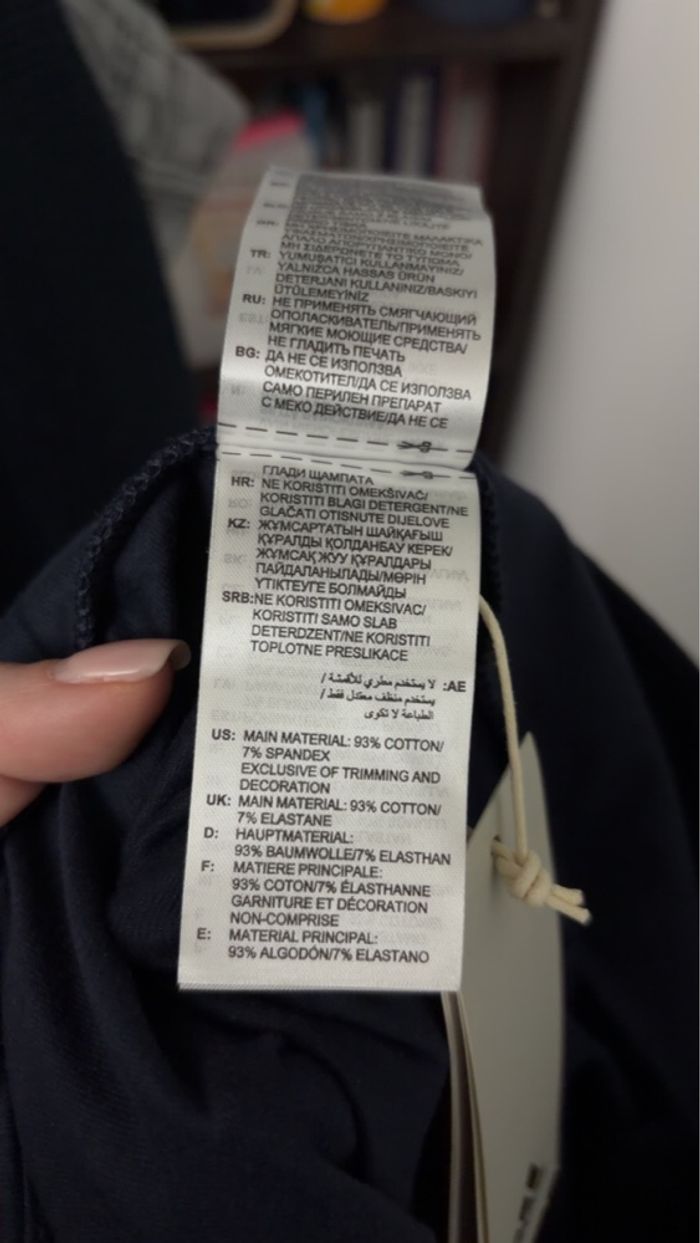 TR: YUMUŞATICI KULLANMAYINIZ/
YALNIZCA HASSAS ÜRÜN
DETERJANI KULLANINIZ/BASKIYI
ÜTÜLEMEYİNİZ
RU: НЕ ПРИМЕНЯТЬ СМЯГЧАЮЩИЙ
ОПОЛАСКИВАТЕЛЬ/ПРИМЕНЯТЬ
МЯГКИЕ МОЮЩИЕ СРЕДСТВА/
НЕ ГЛАДИТЬ ПЕЧАТЬ
BG: ДА НЕ СЕ ИЗПОЛЗВА
ОМЕКОТИТЕЛ/ДА СЕ ИЗПОЛЗВА
САМО ПЕРИЛЕН ПРЕПАРАТ
С МЕКО ДЕЙСТВИЕ/ДА НЕ СЕ
ГЛАДИ ЩАМПАТА
HR: NE KORISTITI OMEKŠIVAČ/
KORISTITI BLAGI DETERGENT/NE
GLAČATI OTISNUTE DIJELOVE
KZ: ЖҰМСАРТАТЫН ШАЙҚАҒЫШ
ҚҰРАЛДЫ ҚОЛДАНБАУ КЕРЕК/
ЖҰМСАҚ ЖУУ ҚҰРАЛДАРЫ
ПАЙДАЛАНЫЛАДЫ/МӨРІН
ҮТІКТЕУГЕ БОЛМАЙДЫ
SRB:NE KORISTITI OMEKSIVAC/
KORISTITI SAMO SLAB
DETERDZENT/NE KORISTITI
TOPLOTNE PRESLIKACE
AE: لا يستخدم مطري للأقمشة /
يستخدم منظف معتدل فقط /
الطباعة لا تكوى
US: MAIN MATERIAL: 93% COTTON/
7% SPANDEX
EXCLUSIVE OF TRIMMING AND
DECORATION
UK: MAIN MATERIAL: 93% COTTON/
7% ELASTANE
D: HAUPTMATERIAL:
93% BAUMWOLLE/7% ELASTHAN
F: MATIERE PRINCIPALE:
93% COTON/7% ÉLASTHANNE
GARNITURE ET DÉCORATION
NON-COMPRISE
E: MATERIAL PRINCIPAL:
93% ALGODÓN/7% ELASTANO